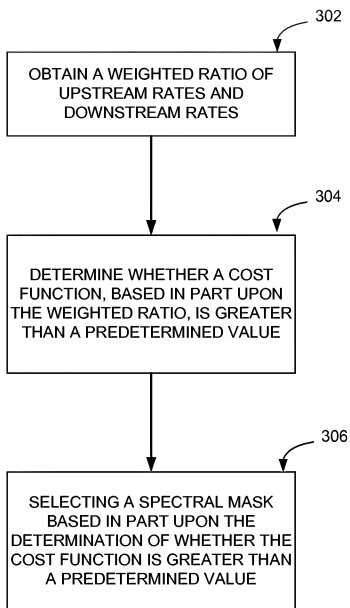 302
OBTAIN A WEIGHTED RATIO OF
UPSTREAM RATES AND
DOWNSTREAM RATES
304
DETERMINE WHETHER A COST
FUNCTION, BASED IN PART UPON
THE WEIGHTED RATIO, IS GREATER
THAN A PREDETERMINED VALUE
306
SELECTING A SPECTRAL MASK
BASED IN PART UPON THE
DETERMINATION OF WHETHER THE
COST FUNCTION IS GREATER THAN
A PREDETERMINED VALUE